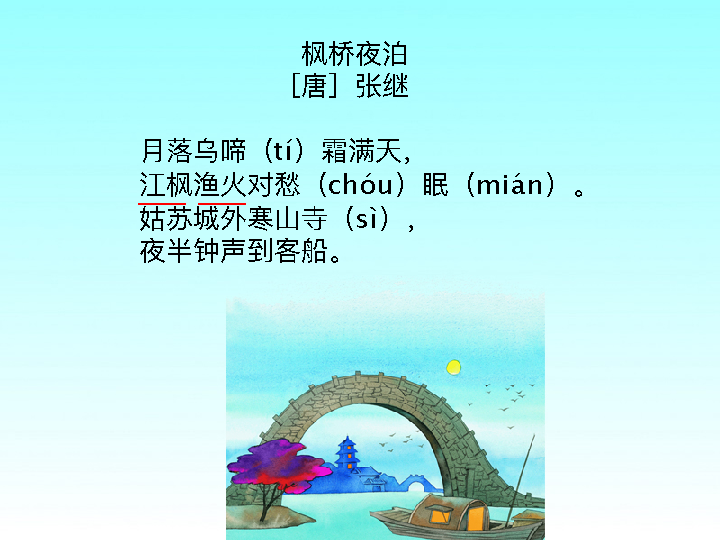 枫桥夜泊
［唐］张继
月落乌啼（tí）霜满天，
江枫渔火对愁（chóu）眠（mián）。
姑苏城外寒山寺（sì），
夜半钟声到客船。